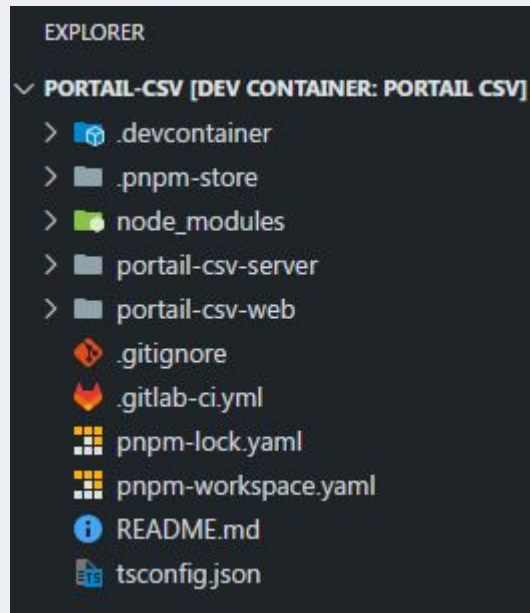 EXPLORER
PORTAIL-CSV [DEV CONTAINER: PORTAIL CSV]
.devcontainer
.pnpm-store
node_modules
portail-csv-server
portail-csv-web
.gitignore
.gitlab-ci.yml
pnpm-lock.yaml
pnpm-workspace.yaml
README.md
TS tsconfig.json